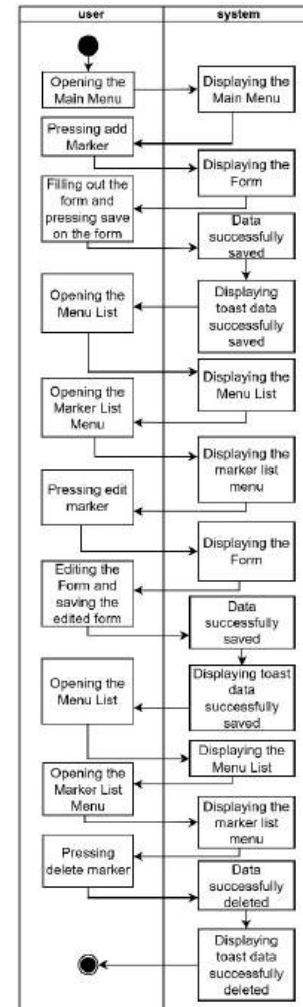 user
system
Opening the
Main Menu
Displaying the
Main Menu
Pressing add
Marker
Displaying the
Form
Filling out the
form and
pressing save
on the form
Data
successfully
saved
Displaying
toast data
successfully
saved
Opening the
Menu List
Displaying the
Menu List
Opening the
Marker List
Menu
Displaying the
marker list
menu
Pressing edit
marker
Displaying the
Form
Editing the
Form and
saving the
edited form
Data
successfully
saved
Displaying toast
data
successfully
saved
Opening the
Menu List
Displaying the
Menu List
Opening the
Marker List
Menu
Displaying the
marker list
menu
Pressing
delete marker
Data
successfully
deleted
Displaying
toast data
successfully
deleted